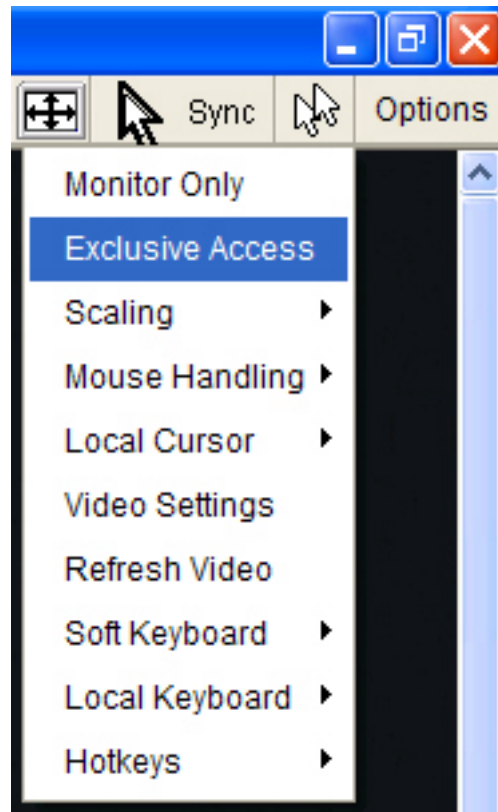 Sync Options
Monitor Only
Exclusive Access
Scaling
Mouse Handling
Local Cursor
Video Settings
Refresh Video
Soft Keyboard
Local Keyboard
Hotkeys